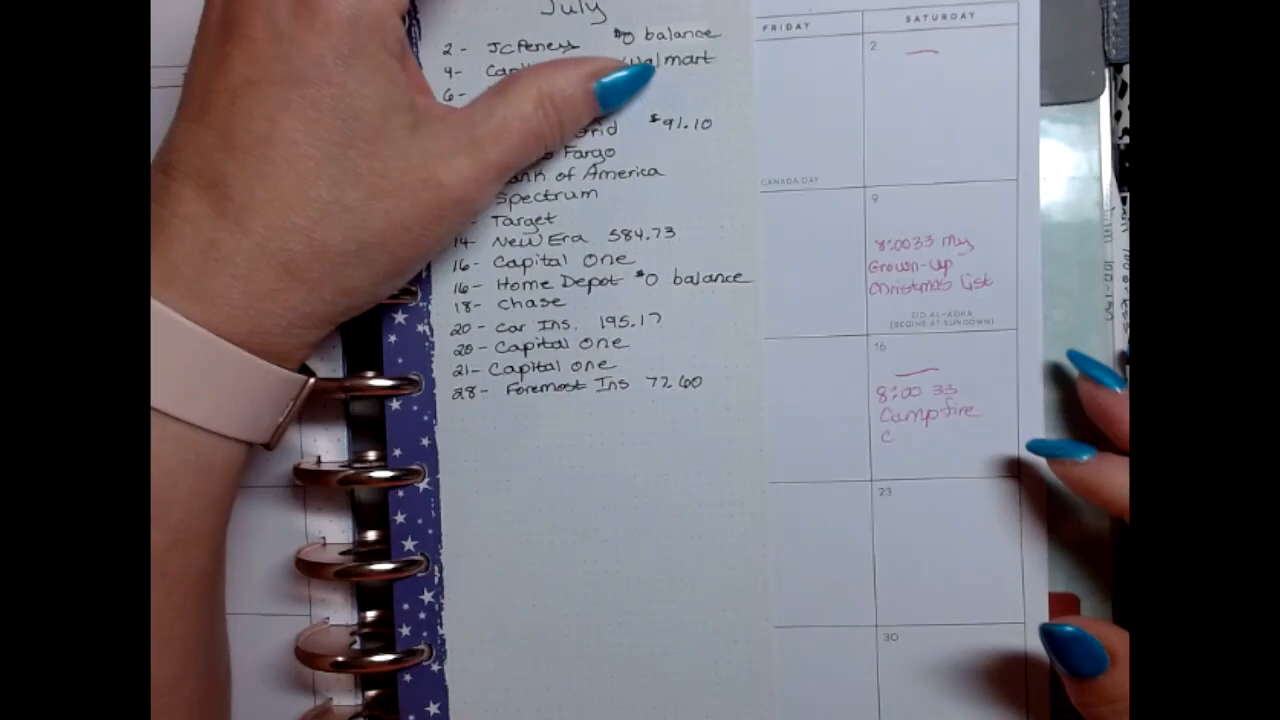 July
2 - JCPeneys $0 balance
4- Walmart
6-
$91.10
Fargo
Bank of America
Spectrum
Target
14- New Era 584.73
16- Capital One
16- Home Depot $0 balance
18- Chase
20- Car Ins. 195.17
20- Capital One
21- Capital One
28- Foremost Ins 72.60
FRIDAY
SATURDAY
2
CANADA DAY
9
8:00 33 My
Grown-Up
Christmas List
EID AL-ADHA
(BEGINS AT SUNDOWN)
16
8:00 33
Campfire
C
23
30